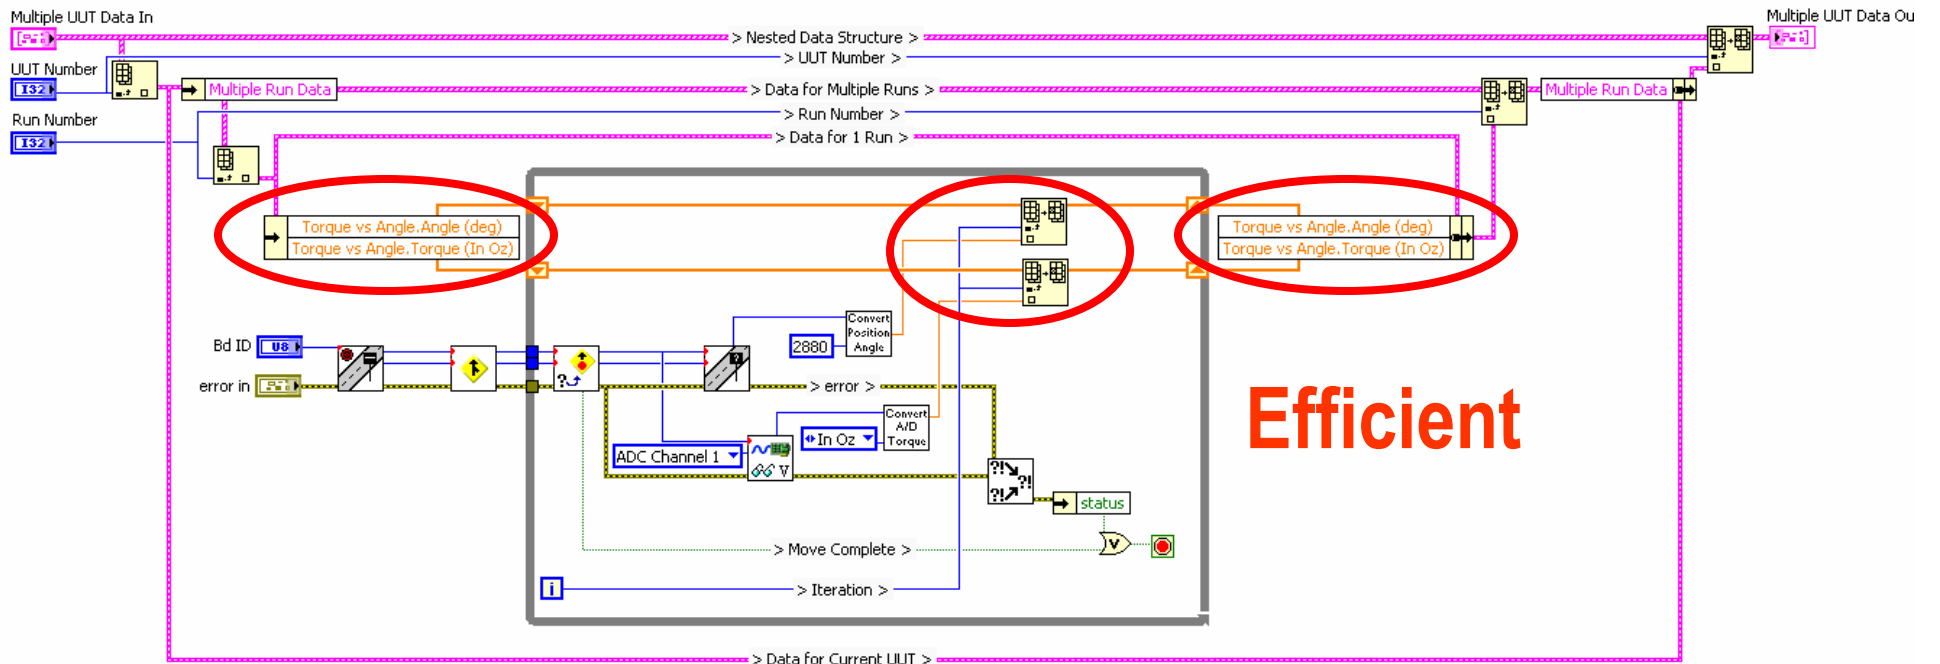 Multiple UUT Data In
Multiple UUT Data Ou
> Nested Data Structure >
> UUT Number >
UUT Number
I32
Multiple Run Data
> Data for Multiple Runs >
Multiple Run Data
> Run Number >
Run Number
I32
> Data for 1 Run >
Torque vs Angle.Angle (deg)
Torque vs Angle.Torque (In Oz)
Torque vs Angle.Angle (deg)
Torque vs Angle.Torque (In Oz)
Convert
Position
Angle
2880
Bd ID
U8
error in
> error >
Convert
A/D
Torque
In Oz
ADC Channel 1
V
Efficient
?!
?!
?!
status
V
> Move Complete >
i
> Iteration >
> Data for Current UUT >